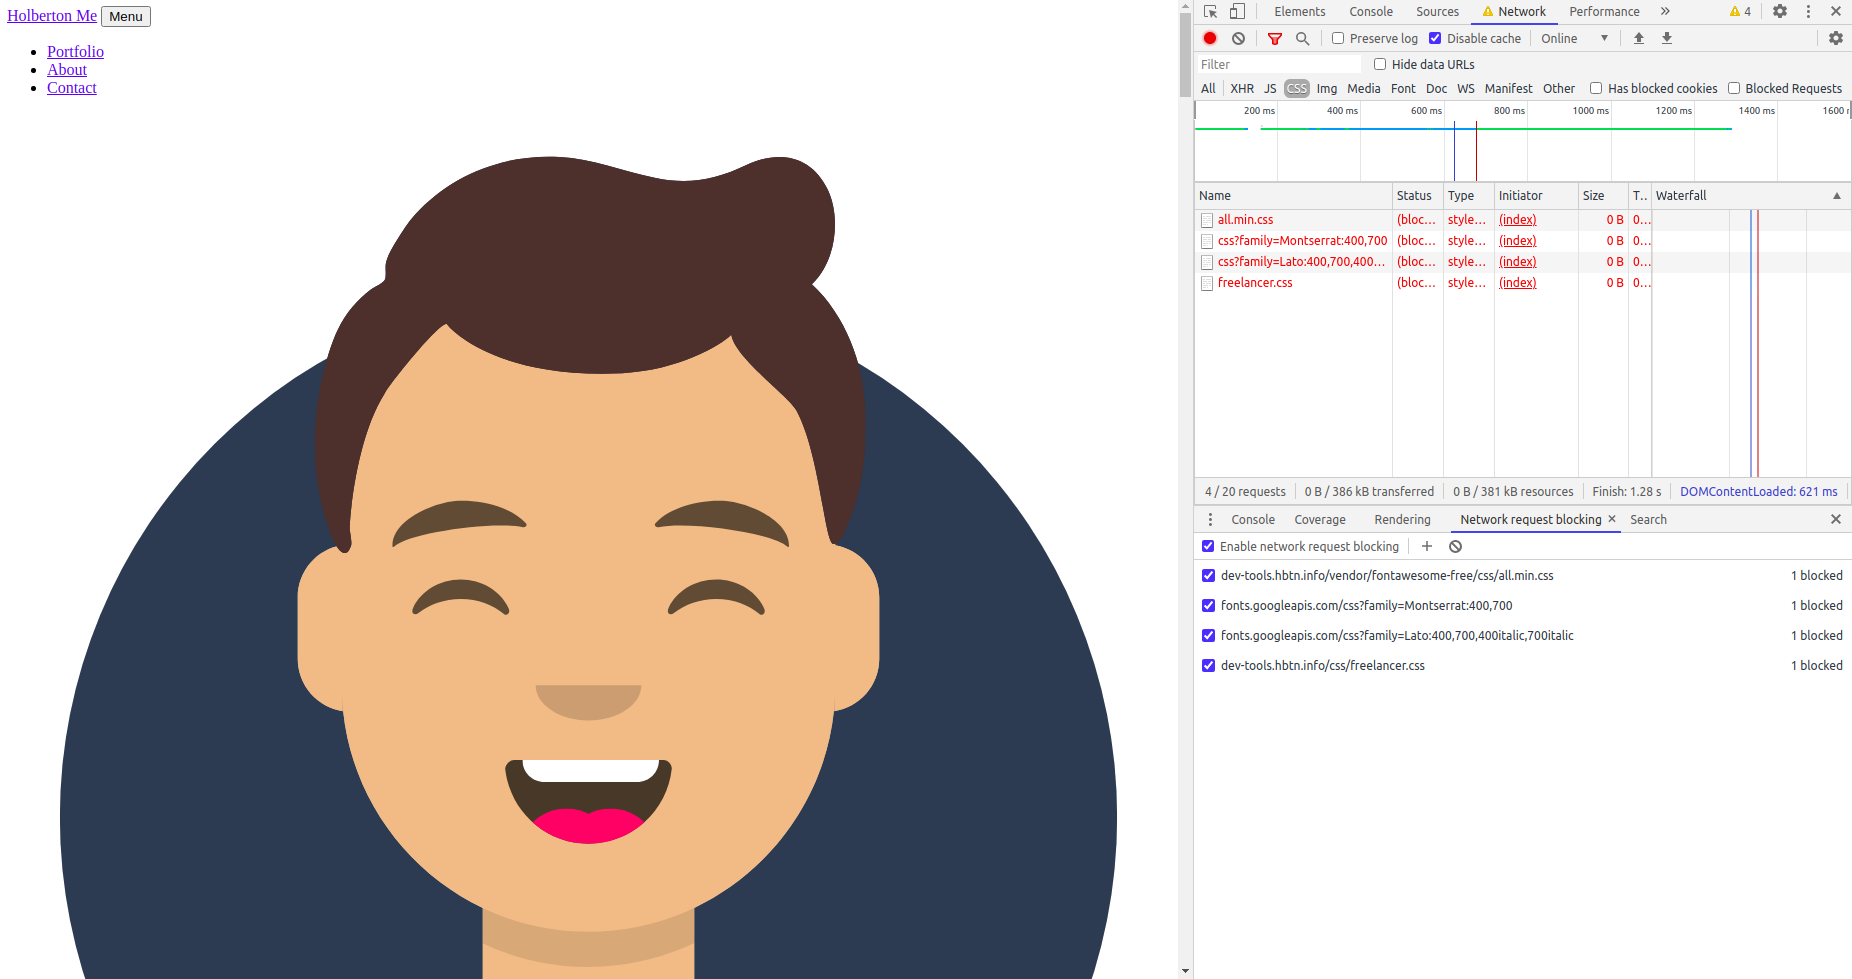 Holberton Me Menu
Portfolio
About
Contact
Elements Console Sources Network Performance » 4
Preserve log Disable cache Online
Filter Hide data URLs
All XHR JS CSS Img Media Font Doc WS Manifest Other Has blocked cookies Blocked Requests
200 ms 400 ms 600 ms 800 ms 1000 ms 1200 ms 1400 ms 1600 r
Name Status Type Initiator Size T.. Waterfall
all.min.css (bloc... style... (index) 0 B 0...
css?family=Montserrat:400,700 (bloc... style... (index) 0 B 0...
css?family=Lato:400,700,400... (bloc... style... (index) 0 B 0...
freelancer.css (bloc... style... (index) 0 B 0...
4 / 20 requests 0 B / 386 kB transferred 0 B / 381 kB resources Finish: 1.28 s DOMContentLoaded: 621 ms
Console Coverage Rendering Network request blocking × Search
Enable network request blocking
dev-tools.hbtn.info/vendor/fontawesome-free/css/all.min.css 1 blocked
fonts.googleapis.com/css?family=Montserrat:400,700 1 blocked
fonts.googleapis.com/css?family=Lato:400,700,400italic,700italic 1 blocked
dev-tools.hbtn.info/css/freelancer.css 1 blocked